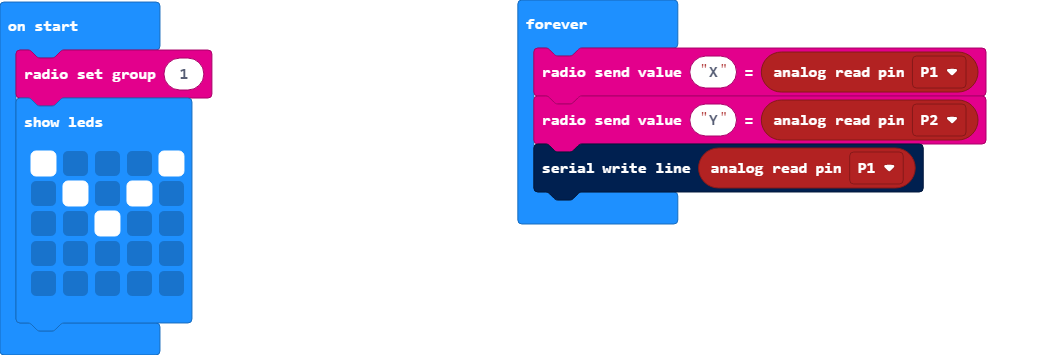 on start
radio set group 1
show leds
forever
radio send value "X" = analog read pin P1
radio send value "Y" = analog read pin P2
serial write line analog read pin P1